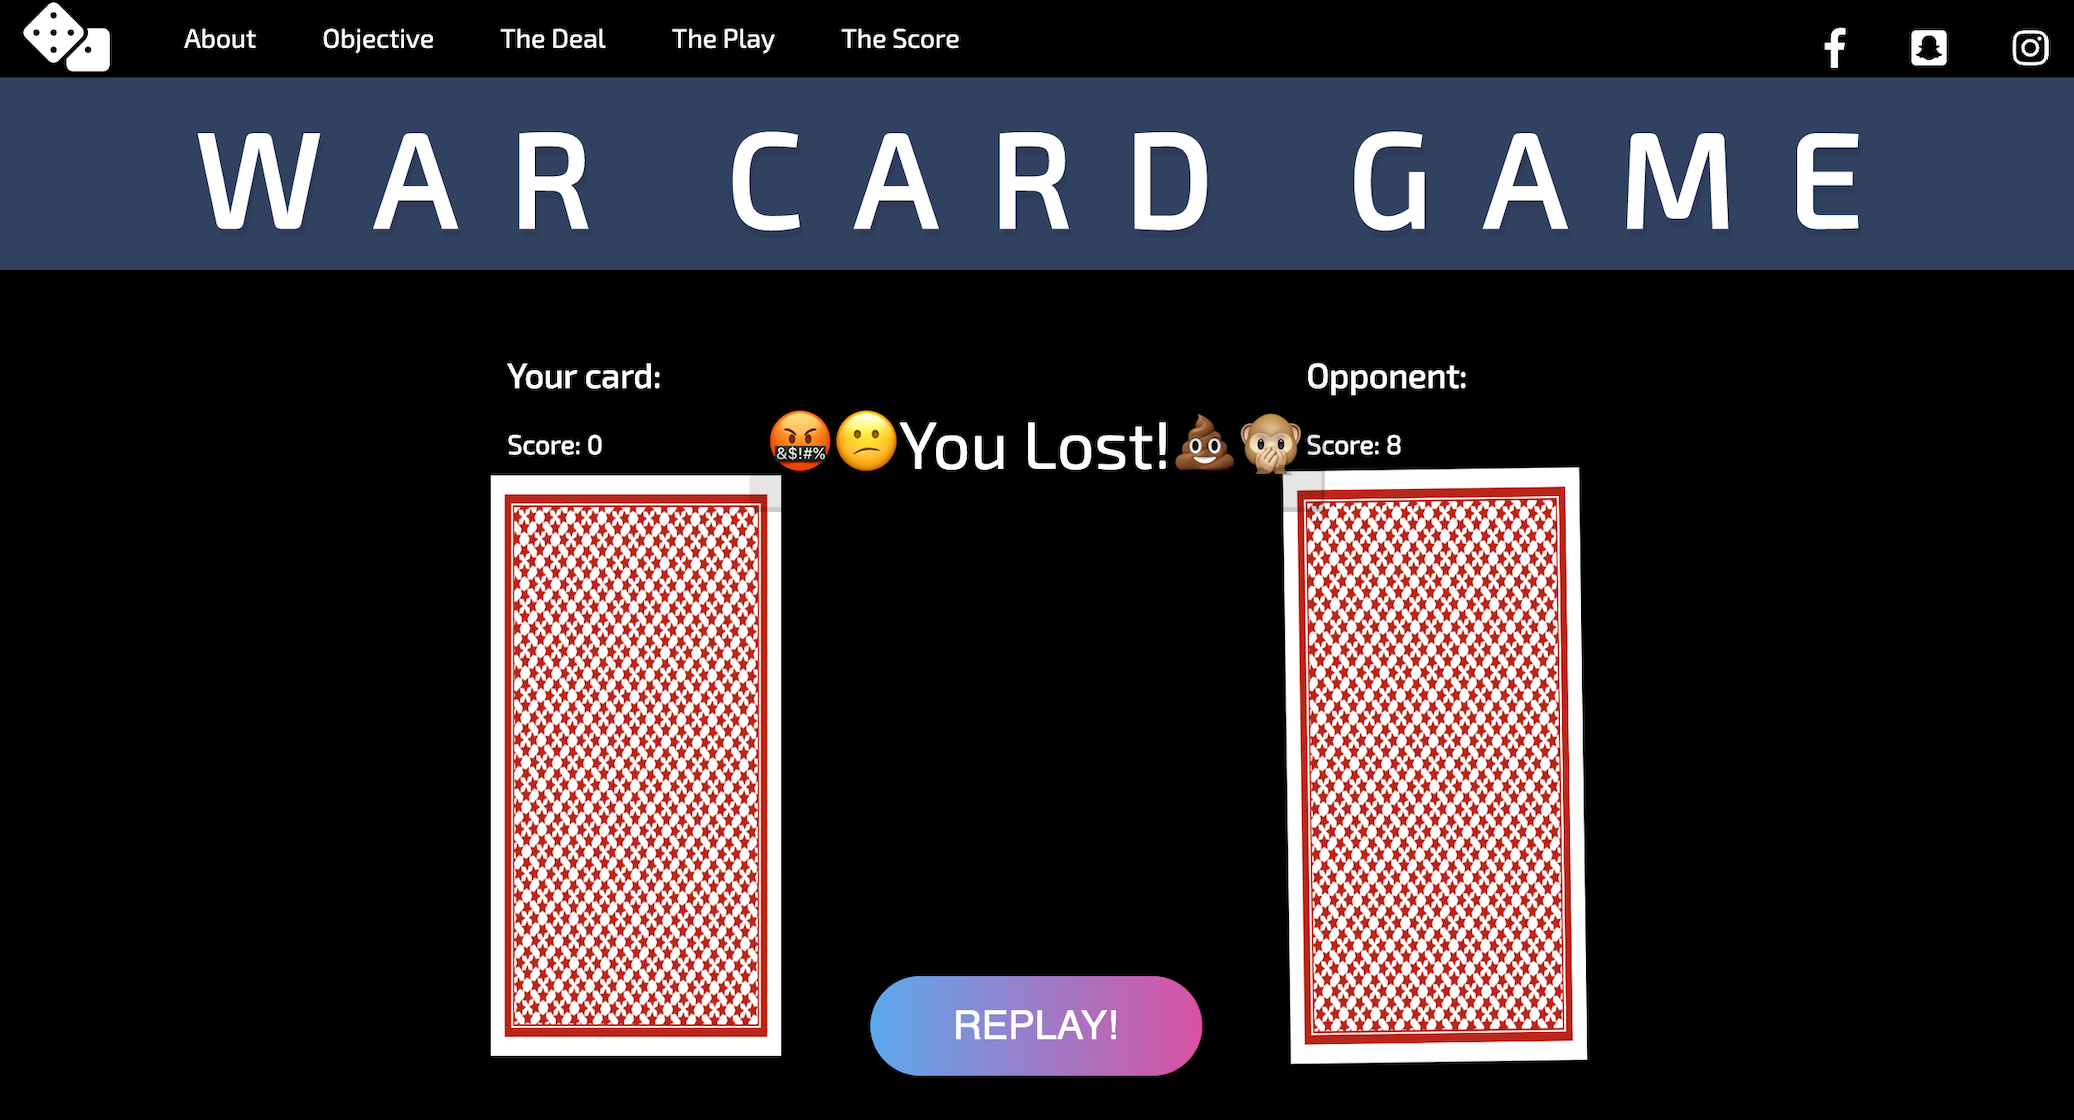 About Objective The Deal The Play The Score
WAR CARD GAME
Your card:
Opponent:
Score: 0
&$!#%
You Lost!
Score: 8
REPLAY!